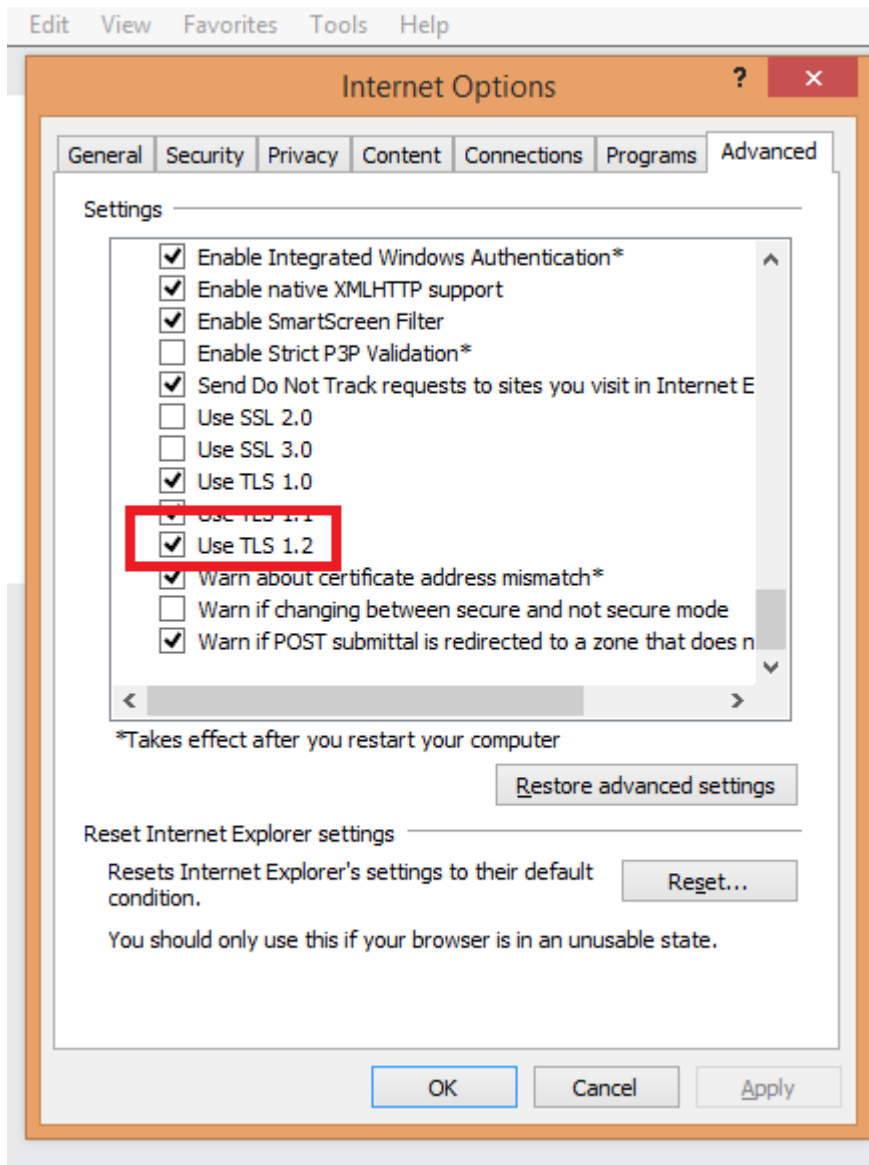 Edit View Favorites Tools Help
Internet Options ? ×
General Security Privacy Content Connections Programs Advanced
Settings
Enable Integrated Windows Authentication*
Enable native XMLHTTP support
Enable SmartScreen Filter
Enable Strict P3P Validation*
Send Do Not Track requests to sites you visit in Internet E
Use SSL 2.0
Use SSL 3.0
Use TLS 1.0
Use TLS 1.1
Use TLS 1.2
Warn about certificate address mismatch*
Warn if changing between secure and not secure mode
Warn if POST submittal is redirected to a zone that does n
*Takes effect after you restart your computer
Restore advanced settings
Reset Internet Explorer settings
Resets Internet Explorer's settings to their default
condition.
Reset...
You should only use this if your browser is in an unusable state.
OK Cancel Apply